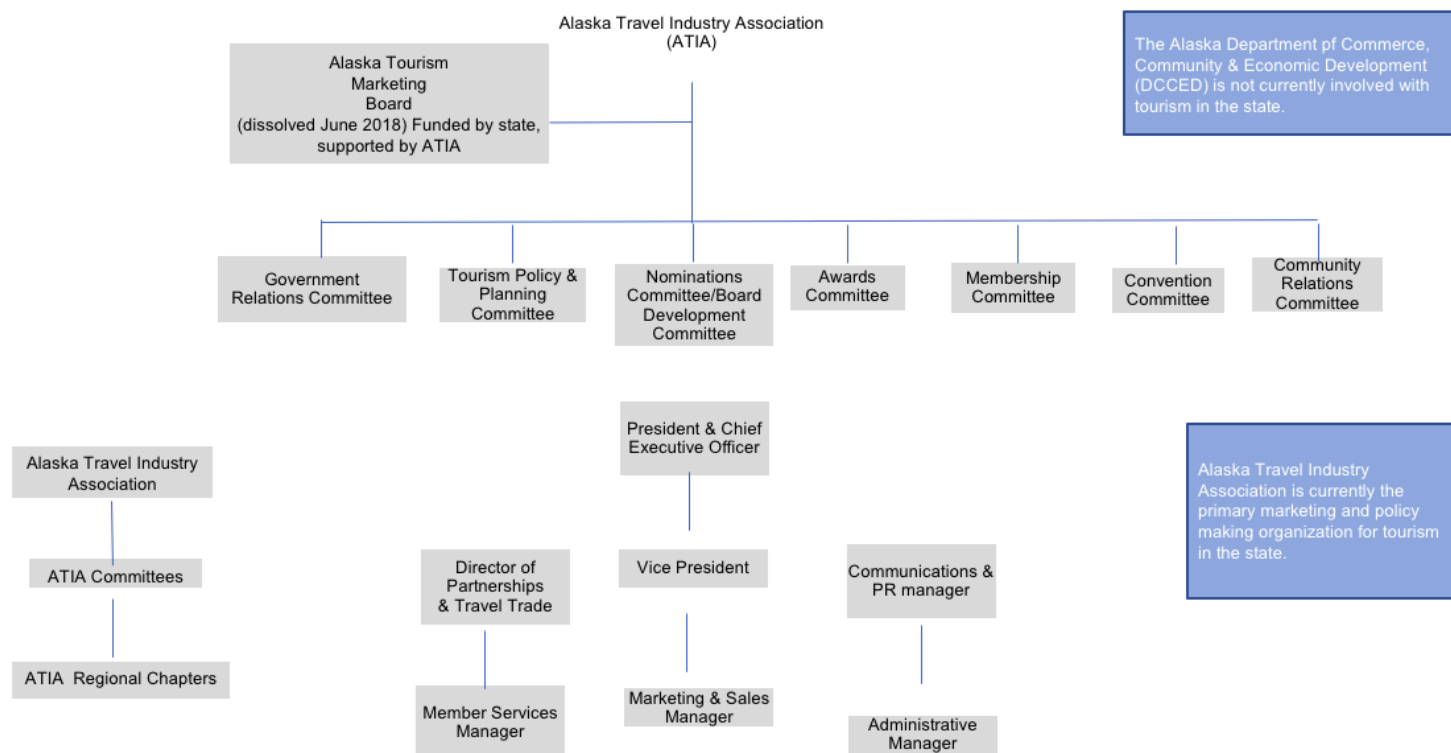 Alaska Travel Industry Association
(ATIA)
Alaska Tourism
Marketing
Board
(dissolved June 2018) Funded by state,
supported by ATIA
The Alaska Department pf Commerce,
Community & Economic Development
(DCCED) is not currently involved with
tourism in the state.
Government
Relations Committee
Tourism Policy &
Planning
Committee
Nominations
Committee/Board
Development
Committee
Awards
Committee
Membership
Committee
Convention
Committee
Community
Relations
Committee
President & Chief
Executive Officer
Alaska Travel Industry
Association
Alaska Travel Industry
Association is currently the
primary marketing and policy
making organization for tourism
in the state.
ATIA Committees
Director of
Partnerships
& Travel Trade
Vice President
Communications &
PR manager
ATIA  Regional Chapters
Member Services
Manager
Marketing & Sales
Manager
Administrative
Manager